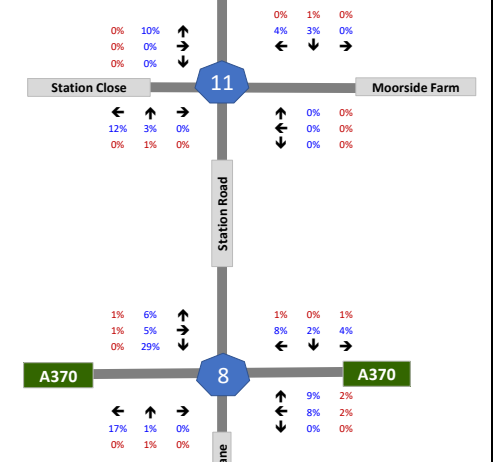 0% 1% 0%
0% 10% ↑ 4% 3% 0%
0% 0% → ← ↓ →
0% 0% ↓
Station Close 11 Moorside Farm
← ↑ → ↑ 0% 0%
12% 3% 0% ← 0% 0%
0% 1% 0% ↓ 0% 0%
Station Road
1% 6% ↑ 1% 0% 1%
1% 5% → 8% 2% 4%
0% 29% ↓ ← ↓ →
A370 8 A370
↑ 9% 2%
← ↑ → ← 8% 2%
17% 1% 0% ↓ 0% 0%
0% 1% 0%
ane